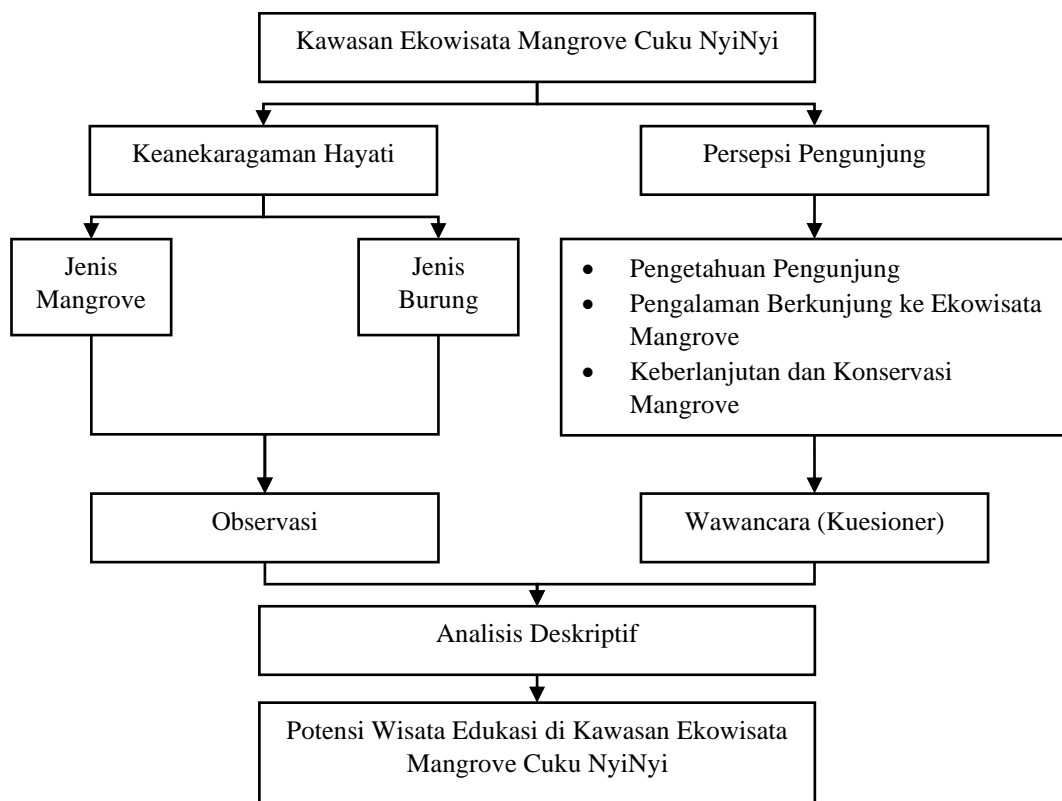 Kawasan Ekowisata Mangrove Cuku NyiNyi
Keanekaragaman Hayati
Persepsi Pengunjung
Jenis
Mangrove
Jenis
Burung
• Pengetahuan Pengunjung
• Pengalaman Berkunjung ke Ekowisata
Mangrove
• Keberlanjutan dan Konservasi
Mangrove
Observasi
Wawancara (Kuesioner)
Analisis Deskriptif
Potensi Wisata Edukasi di Kawasan Ekowisata
Mangrove Cuku NyiNyi